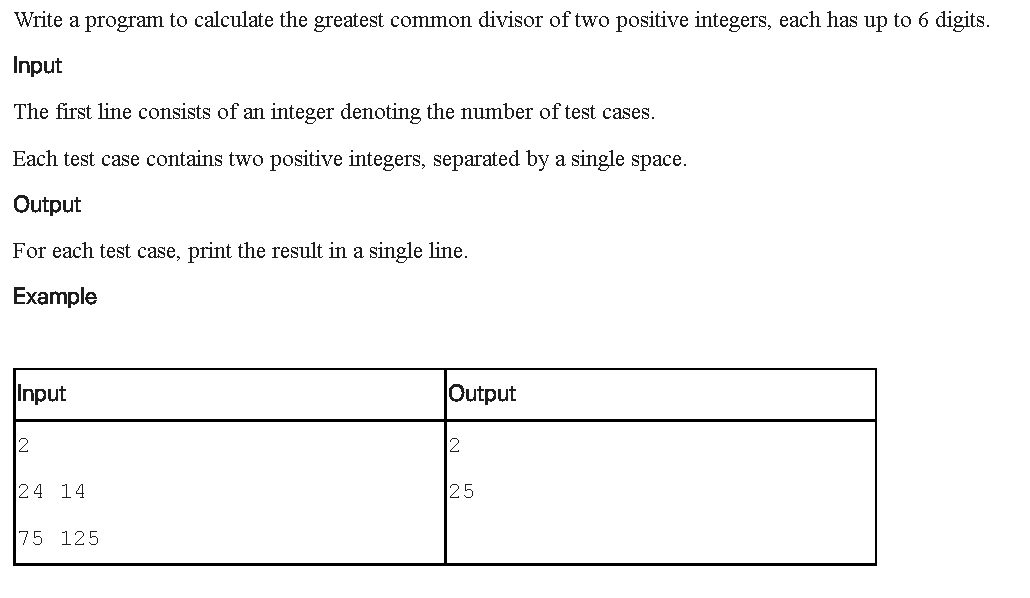 Write a program to calculate the greatest common divisor of two positive integers, each has up to 6 digits.
Input
The first line consists of an integer denoting the number of test cases.
Each test case contains two positive integers, separated by a single space.
Output
For each test case, print the result in a single line.
Example
Input Output
2 2
24 14 25
75 125